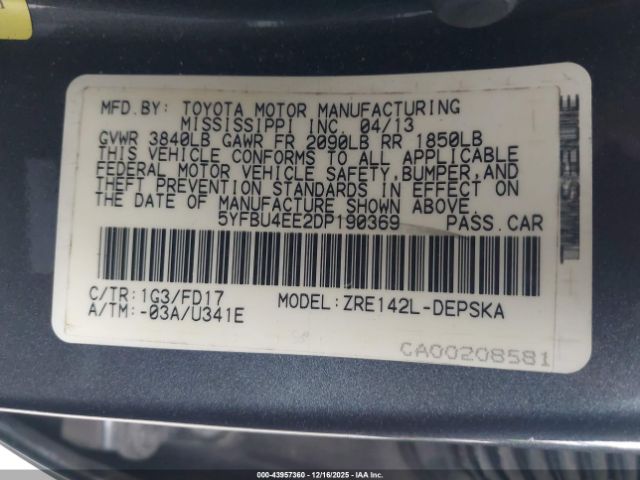 MFD. BY: TOYOTA MOTOR MANUFACTURING
MISSISSIPPI INC. 04/13
GVWR 3840LB GAWR FR 2090LB RR 1850LB
THIS VEHICLE CONFORMS TO ALL APPLICABLE
FEDERAL MOTOR VEHICLE SAFETY,BUMPER,AND
THEFT PREVENTION STANDARDS IN EFFECT ON
THE DATE OF MANUFACTURE SHOWN ABOVE.
5YFBU4EE2DP190369 PASS.CAR
C/TR:1G3/FD17 MODEL:ZRE142L-DEPSKA
A/TM:-03A/U341E
CA00208581
000-43957360 - 12/16/2025 - IAAI.COM